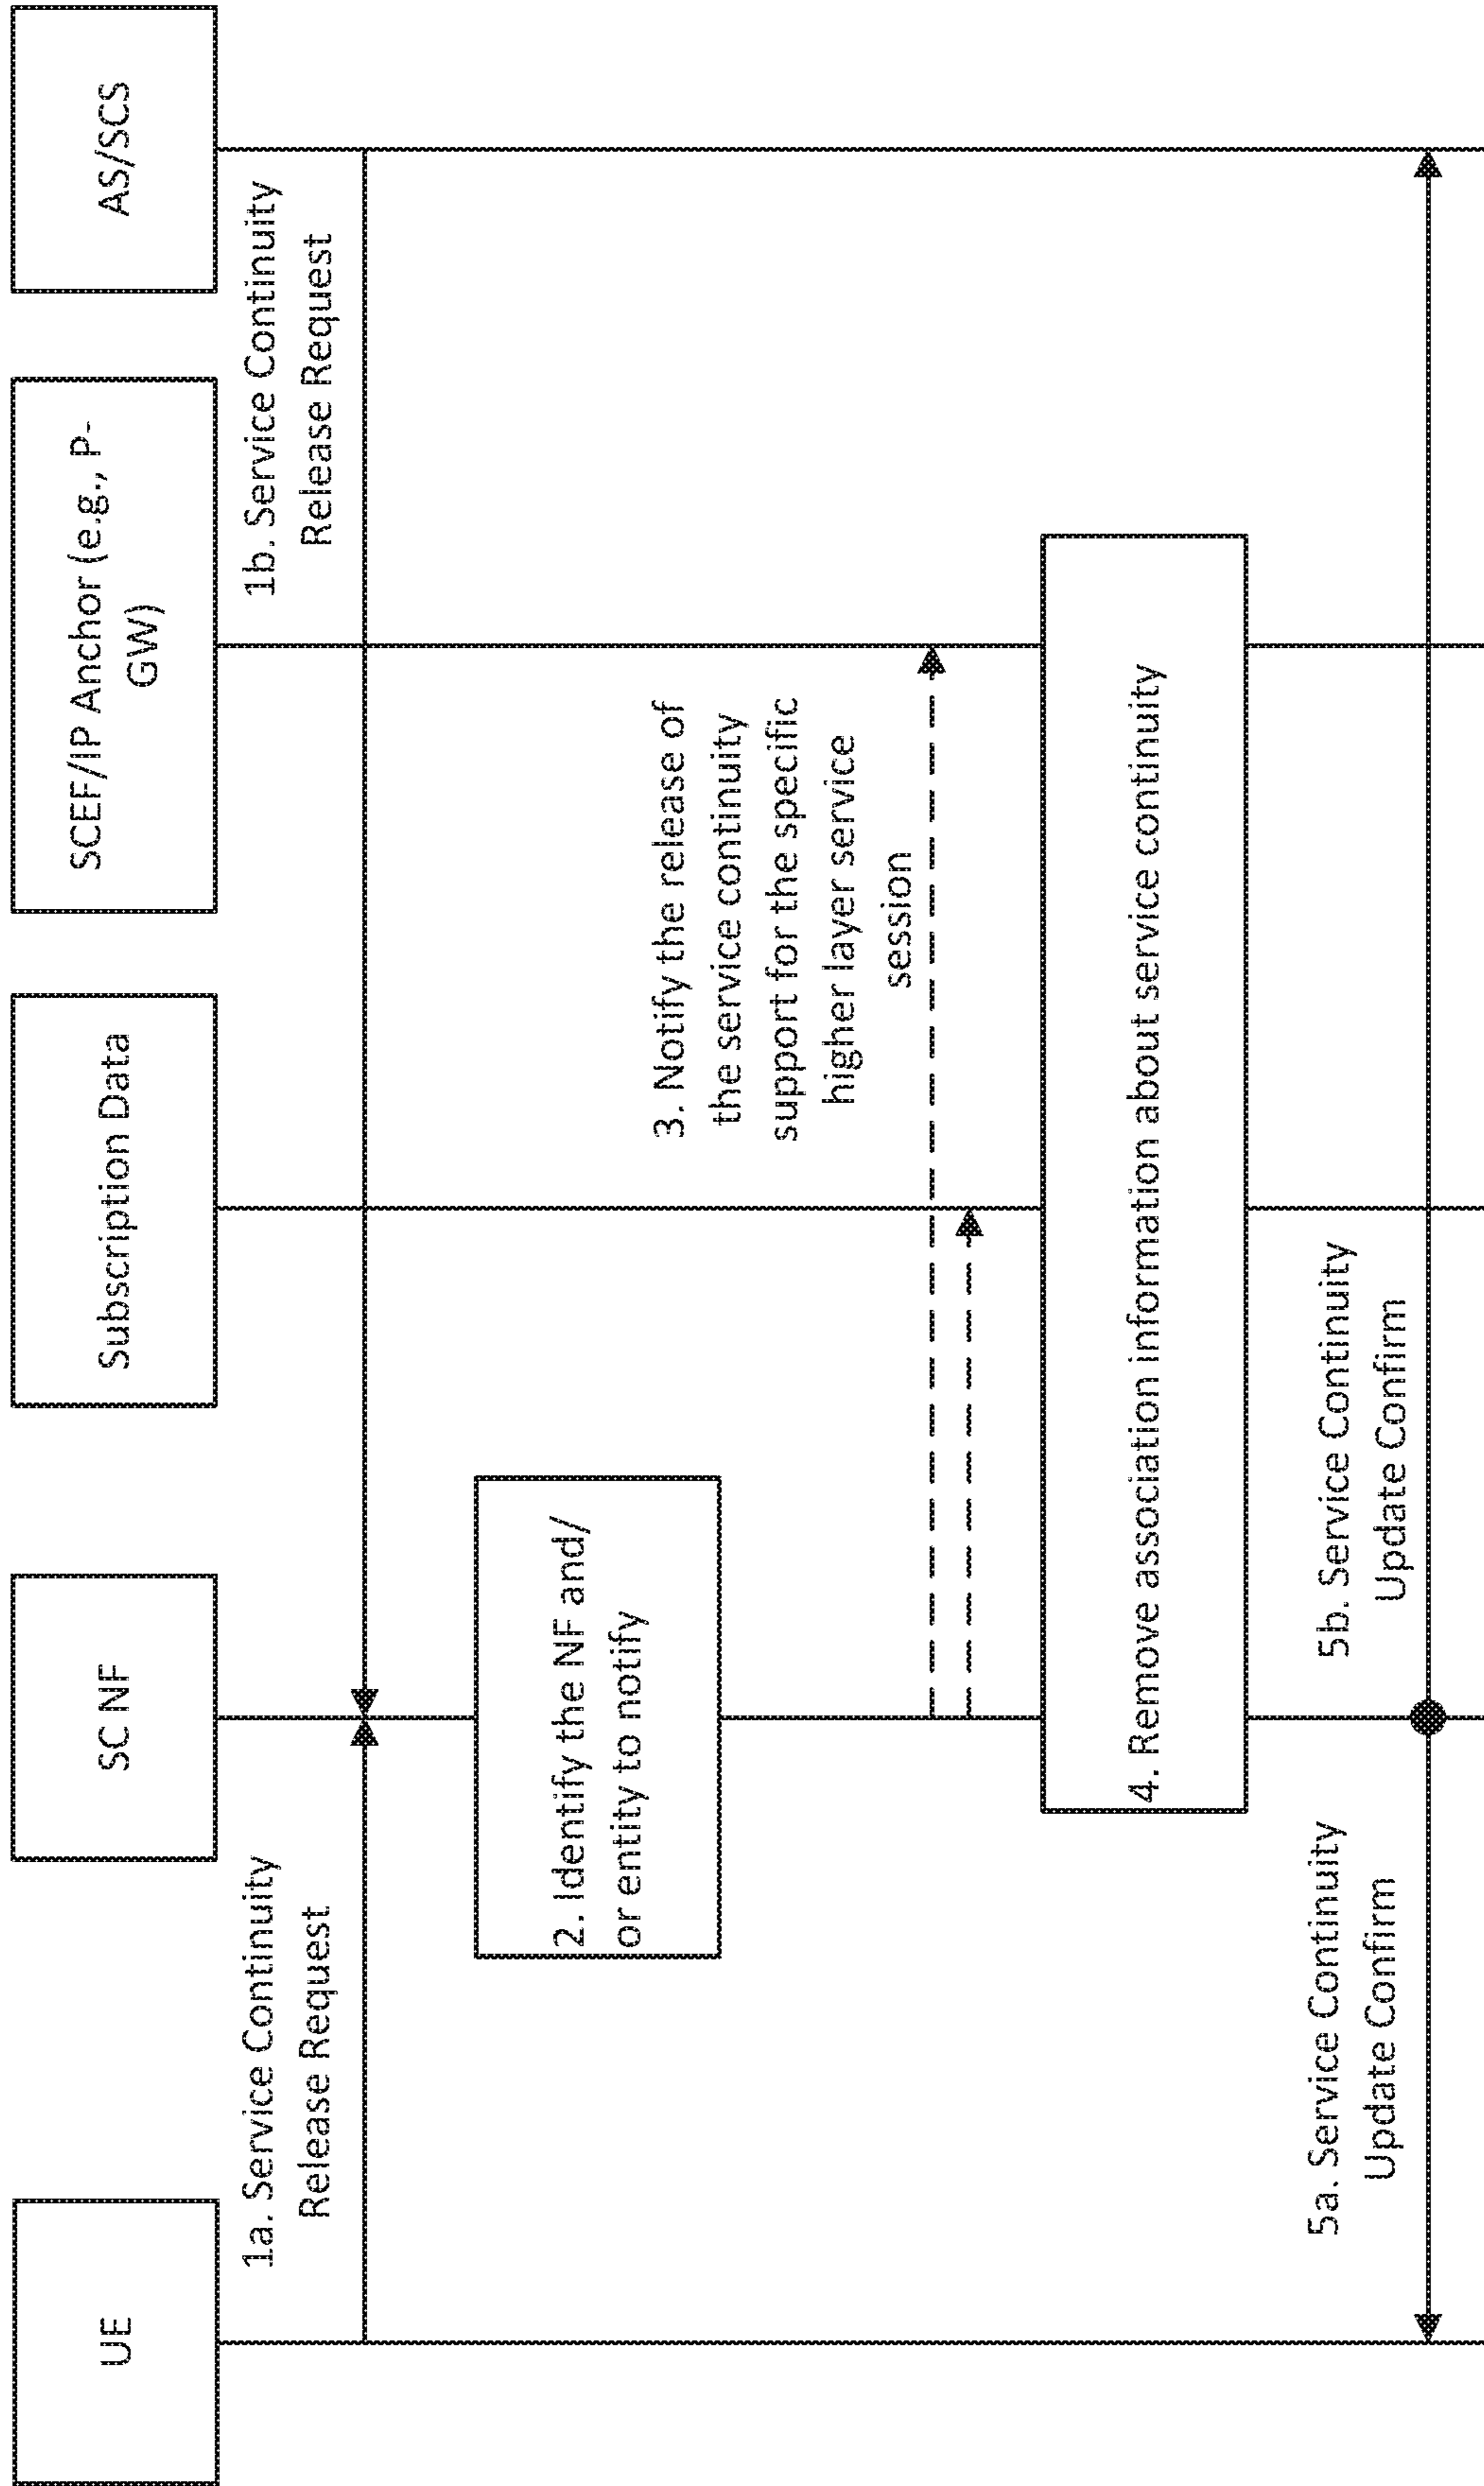 UE
SC NF
Subscription Data
SCEF/IP Anchor (e.g., P-
GW)
AS/SCS
1a. Service Continuity
Release Request
1b. Service Continuity
Release Request
2. Identify the NF and/
or entity to notify
3. Notify the release of
the service continuity
support for the specific
higher layer service
session
4. Remove association information about service continuity
5a. Service Continuity
Update Confirm
5b. Service Continuity
Update Confirm